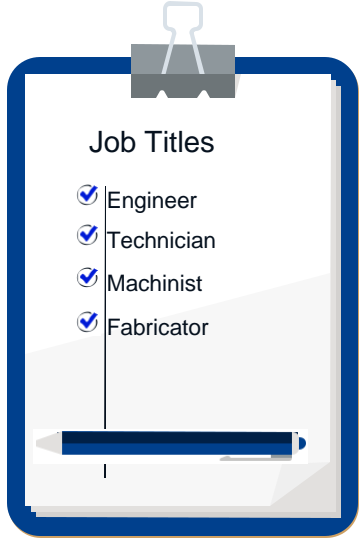 Job Titles
Engineer
Technician
Machinist
Fabricator